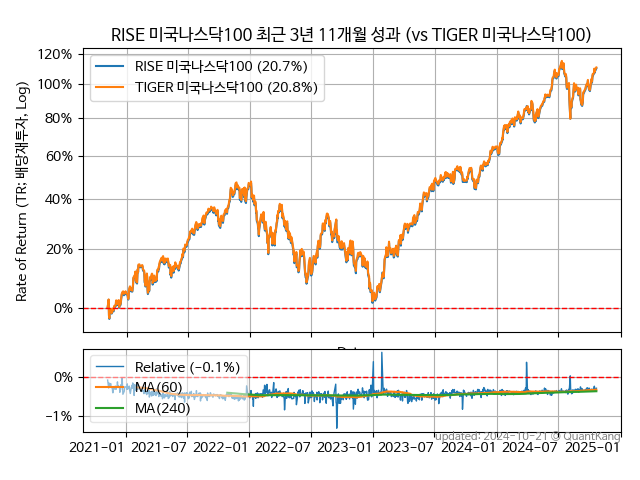 RISE 미국나스닥100 최근 3년 11개월 성과 (vs TIGER 미국나스닥100)
Rate of Return (TR: 배당재투자, Log)
120%
100%
80%
60%
40%
20%
0%
RISE 미국나스닥100 (20.7%)
TIGER 미국나스닥100 (20.8%)
0%
−1%
Relative (−0.1%)
MA(60)
MA(240)
2021−01 2021−07 2022−01 2022−07 2023−01 2023−07 2024−01 2024−07 2025−01
updated: 2024-10-21 © QuantKang